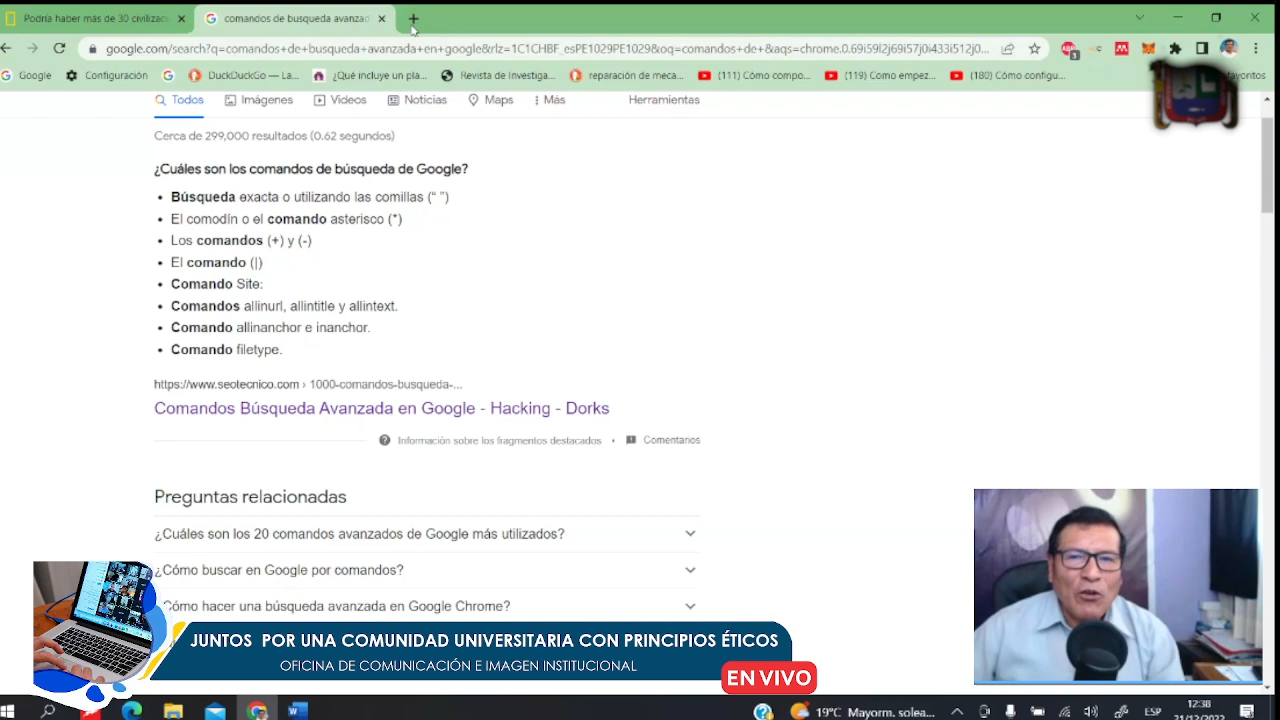 Podría haber más de 30 civilizac
comandos de busqueda avanzad
google.com/search?q=comandos+de+busqueda+avanzada+en+google&rlz=1C1CHBF_esPE1029PE1029&oq=comandos+de+&aqs=chrome.0.69i59l2j69i57j0i433i512j0...
Google
Configuración
DuckDuckGo — La...
¿Qué incluye un pla...
Revista de Investiga...
reparación de meca...
(111) Cómo compo...
(119) Como empez...
(180) Cómo configu...
favoritos
Todos
Imágenes
Videos
Noticias
Maps
Más
Herramientas
Cerca de 299,000 resultados (0.62 segundos)
¿Cuáles son los comandos de búsqueda de Google?
• Búsqueda exacta o utilizando las comillas (“ ”)
• El comodín o el comando asterisco (*)
• Los comandos (+) y (-)
• El comando (|)
• Comando Site:
• Comandos allinurl, allintitle y allintext.
• Comando allinanchor e inanchor.
• Comando filetype.
https://www.seotecnico.com › 1000-comandos-busqueda-...
Comandos Búsqueda Avanzada en Google - Hacking - Dorks
Información sobre los fragmentos destacados
•
Comentarios
Preguntas relacionadas
¿Cuáles son los 20 comandos avanzados de Google más utilizados?
¿Cómo buscar en Google por comandos?
Cómo hacer una búsqueda avanzada en Google Chrome?
JUNTOS POR UNA COMUNIDAD UNIVERSITARIA CON PRINCIPIOS ÉTICOS
OFICINA DE COMUNICACIÓN E IMAGEN INSTITUCIONAL
EN VIVO
19°C Mayorm. solea...
ESP
12:38
21/12/2022